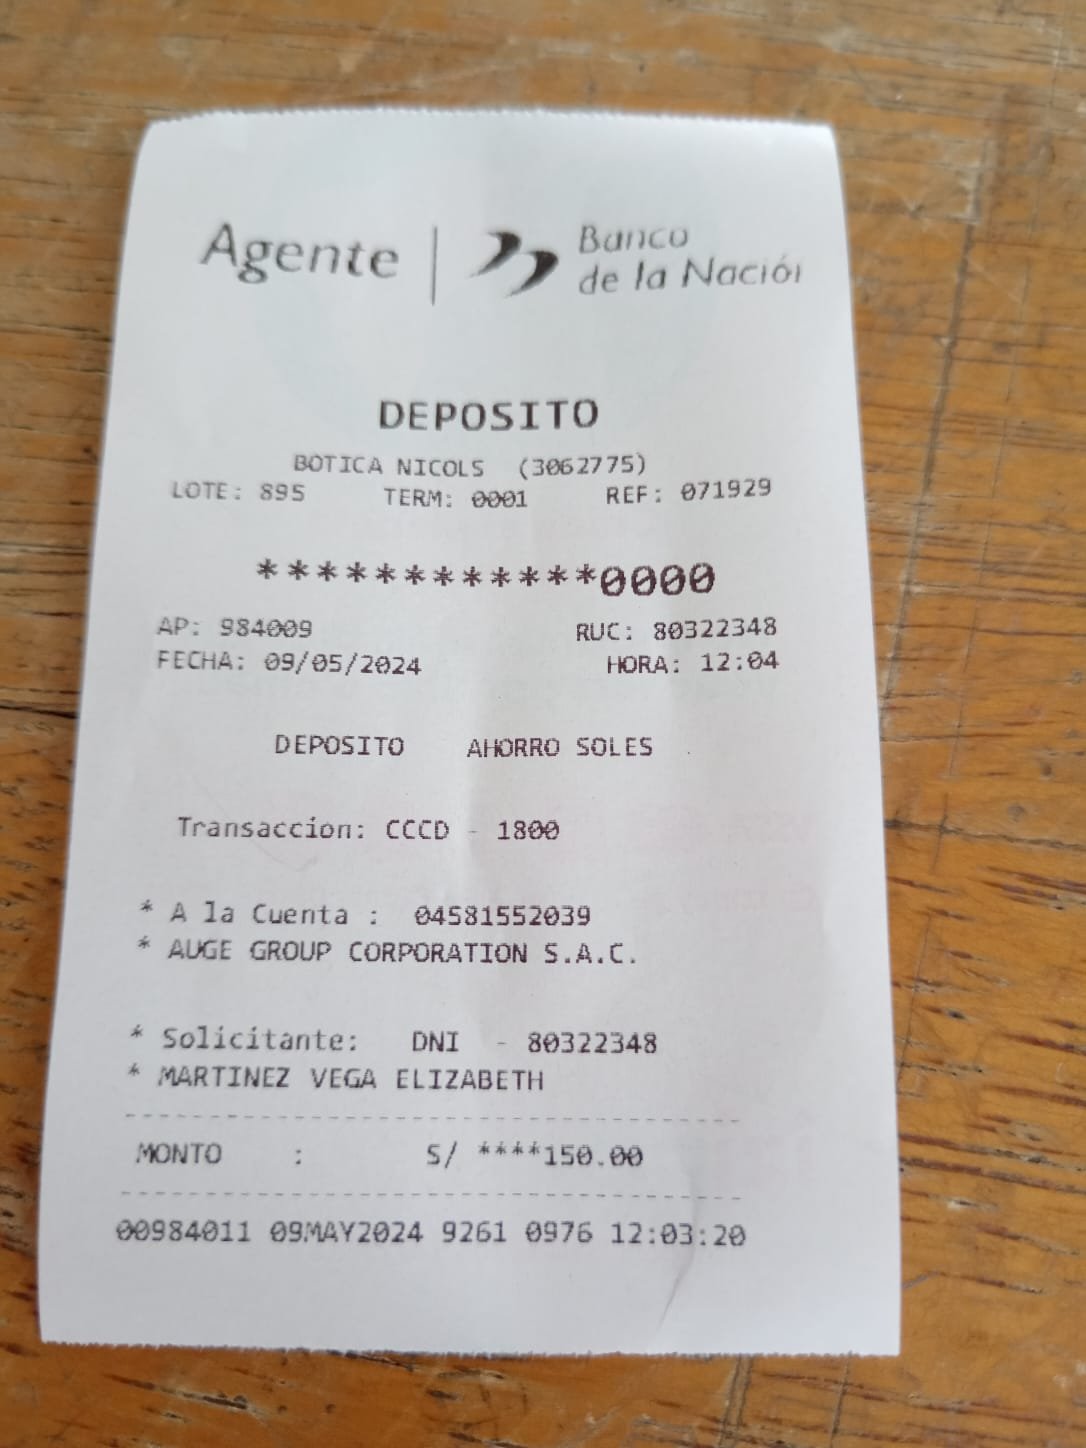 Agente | Banco
de la Nación
DEPOSITO
BOTICA NICOLS (3062775)
LOTE: 895 TERM: 0001 REF: 071929
************0000
AP: 984009 RUC: 80322348
FECHA: 09/05/2024 HORA: 12:04
DEPOSITO AHORRO SOLES
Transaccion: CCCD - 1800
* A la Cuenta : 04581552039
* AUGE GROUP CORPORATION S.A.C.
* Solicitante: DNI - 80322348
* MARTINEZ VEGA ELIZABETH
MONTO : S/ ****150.00
00984011 09MAY2024 9261 0976 12:03:20